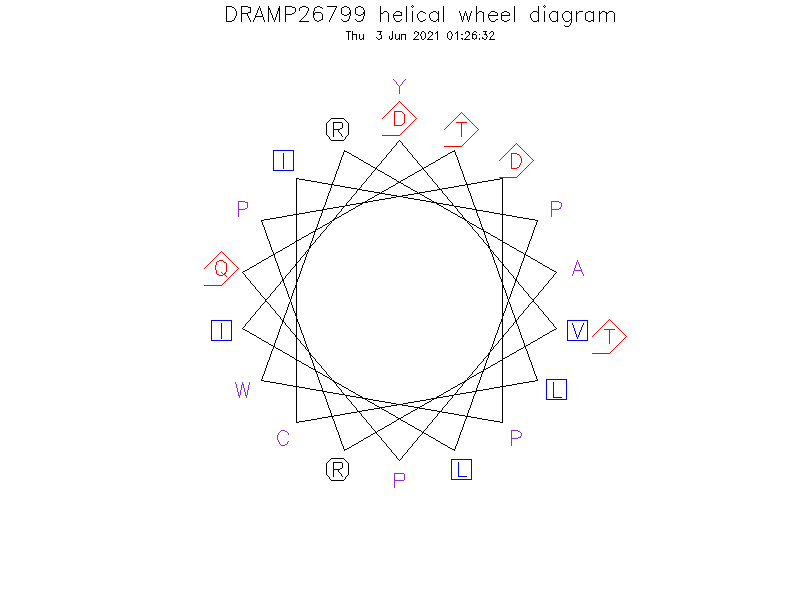 DRAMP26799 helical wheel diagram
Thu 3 Jun 2021 01:26:32
Y
R D T
I D
P P
Q A
I V T
W L
C P
R P L